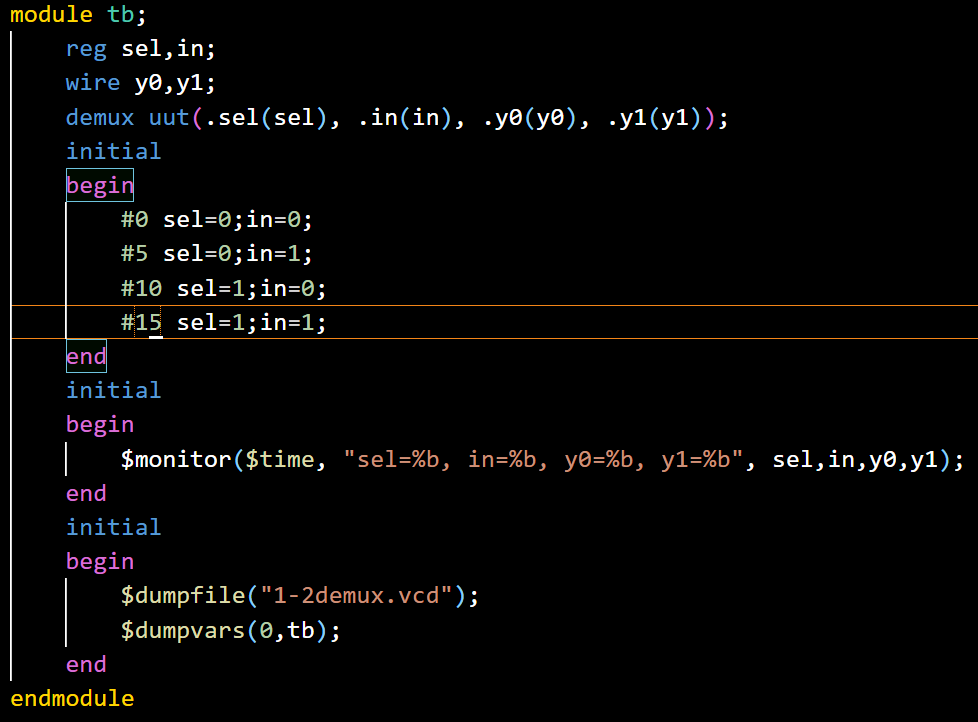 module tb;
    reg sel,in;
    wire y0,y1;
    demux uut(.sel(sel), .in(in), .y0(y0), .y1(y1));
    initial
    begin
        #0 sel=0;in=0;
        #5 sel=0;in=1;
        #10 sel=1;in=0;
        #15 sel=1;in=1;
    end
    initial
    begin
        $monitor($time, "sel=%b, in=%b, y0=%b, y1=%b", sel,in,y0,y1);
    end
    initial
    begin
        $dumpfile("1-2demux.vcd");
        $dumpvars(0,tb);
    end
endmodule